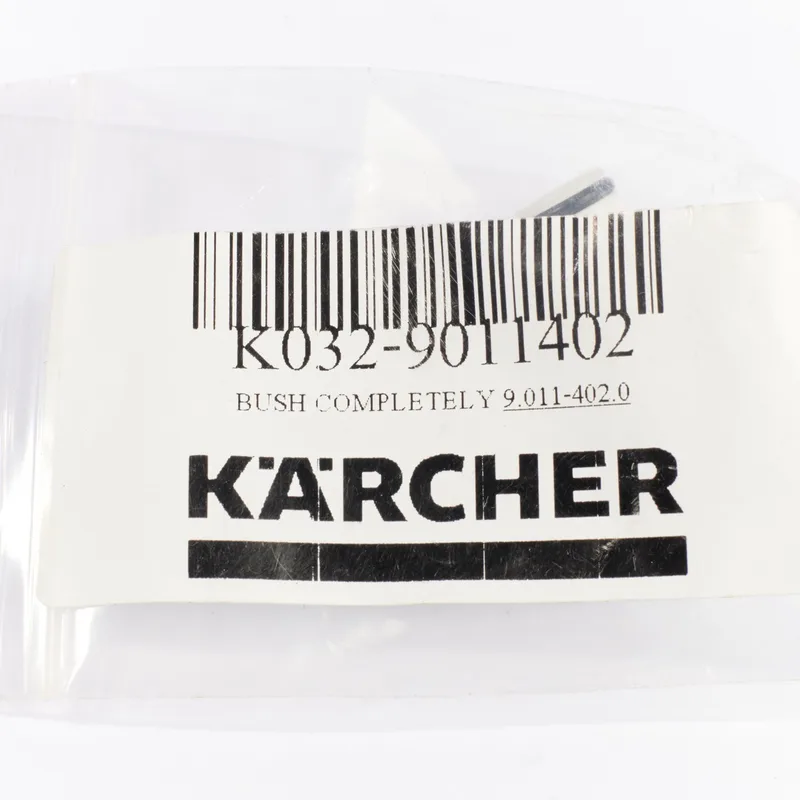 K032-9011402
BUSH COMPLETELY 9.011-402.0
KÄRCHER